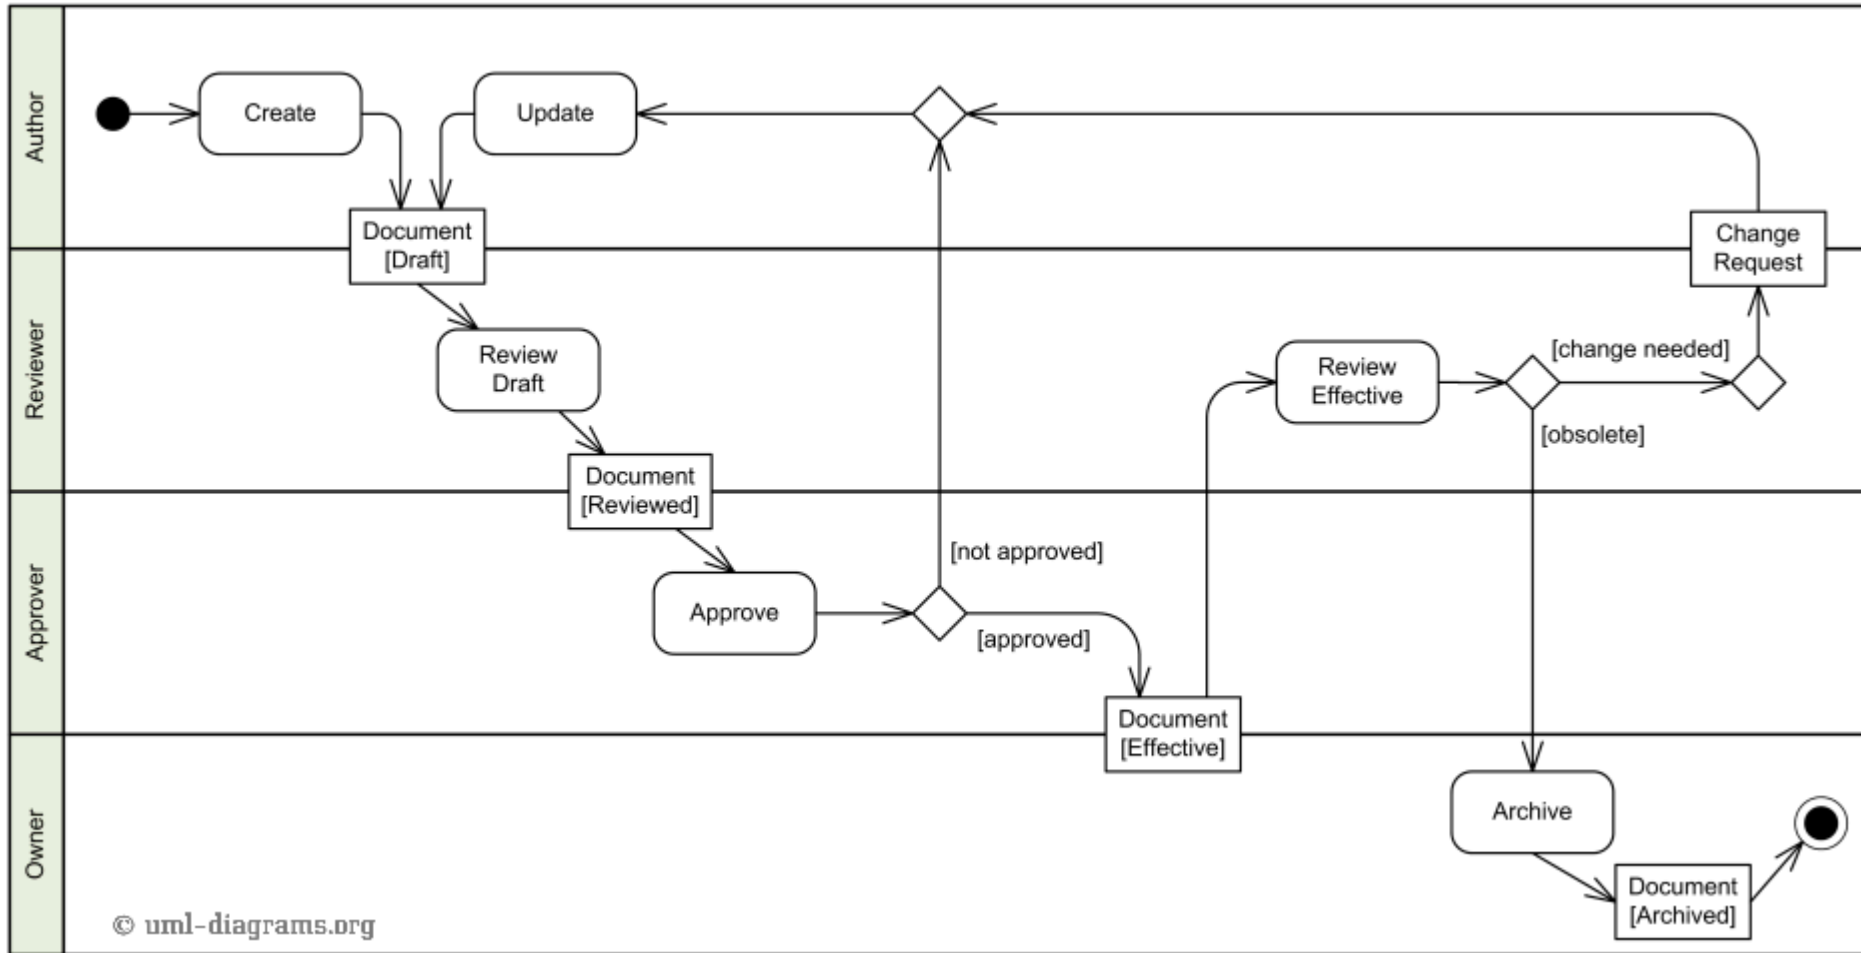 Author
Create
Update
Document
[Draft]
Change
Request
Reviewer
Review
Draft
Review
Effective
[change needed]
[obsolete]
Document
[Reviewed]
Approver
[not approved]
Approve
[approved]
Document
[Effective]
Owner
Archive
Document
[Archived]
© uml-diagrams.org